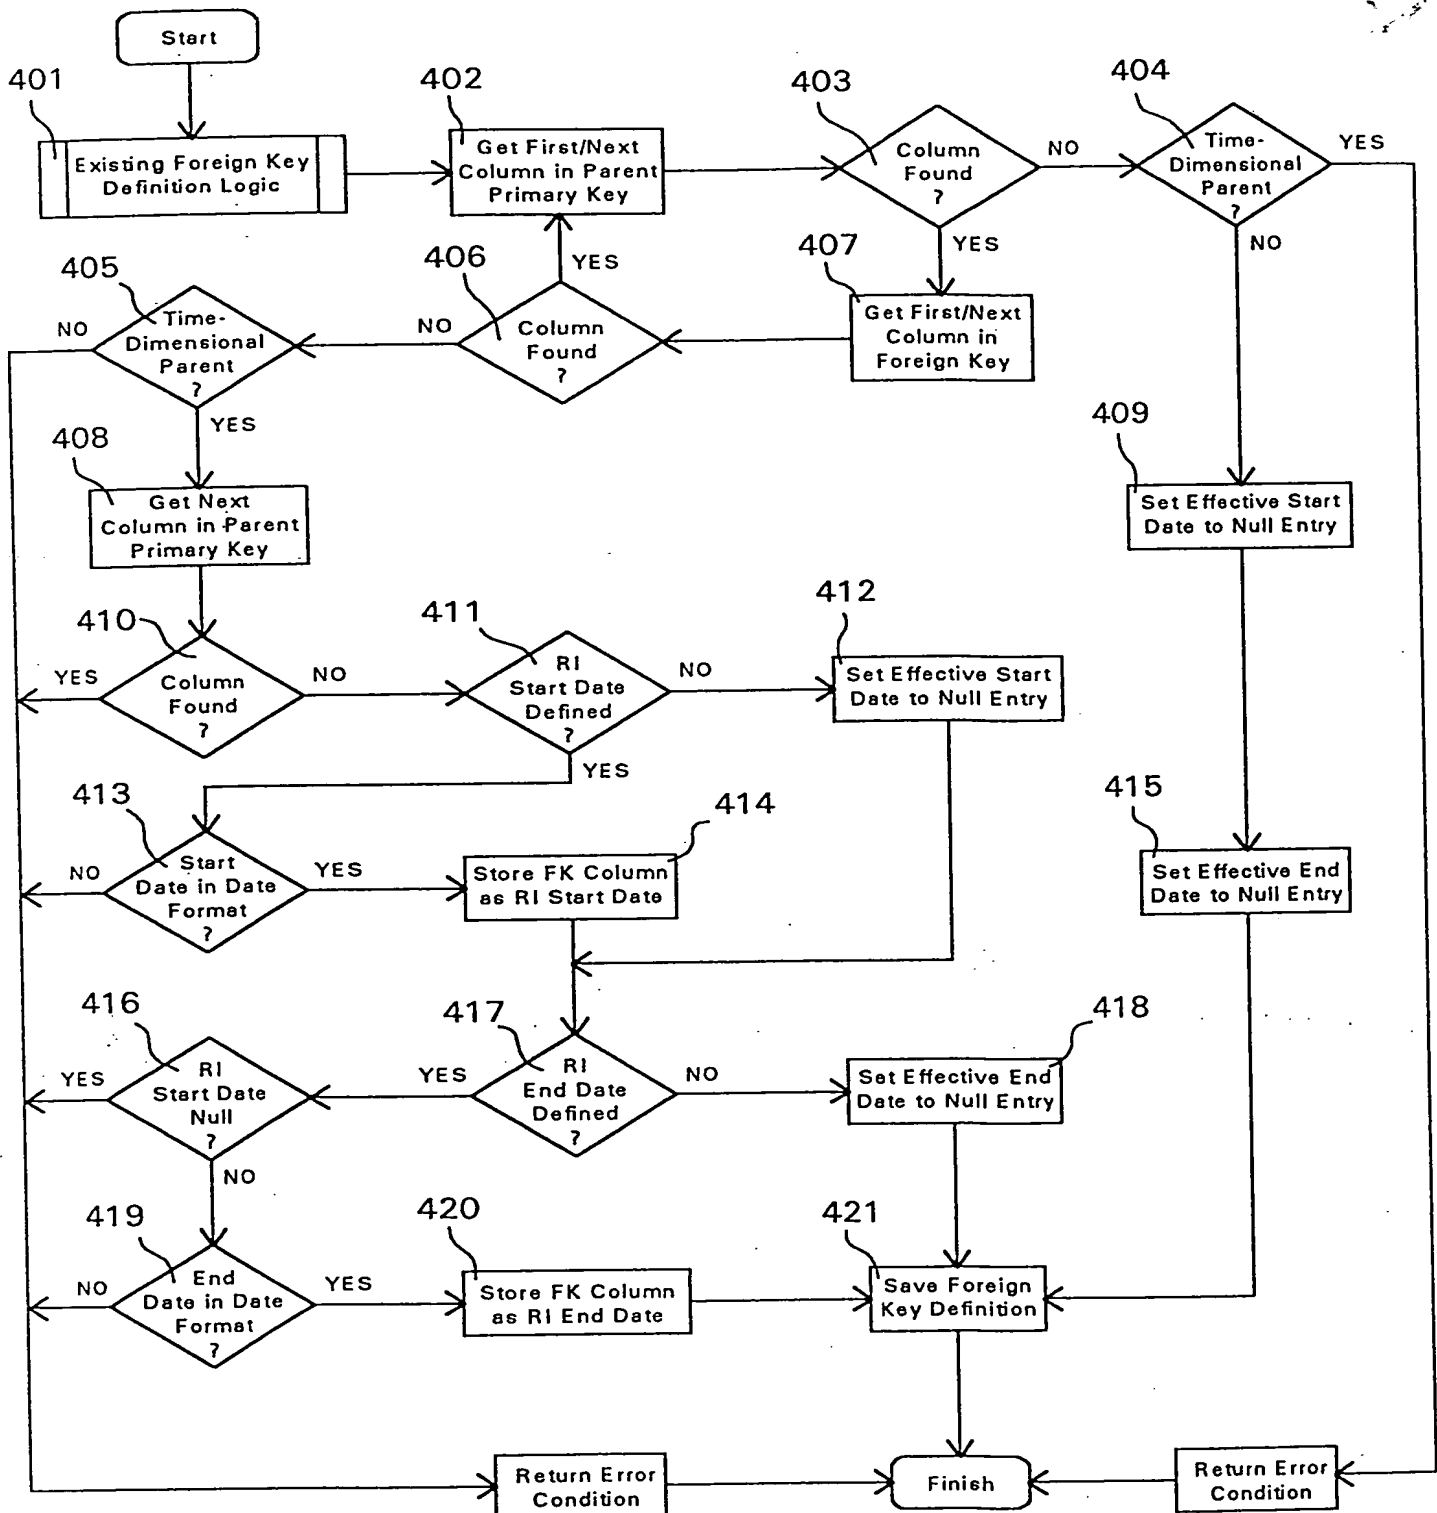 Start
401
Existing Foreign Key
Definition Logic
402
Get First/Next
Column in Parent
Primary Key
403
Column
Found
?
NO
YES
404
Time-
Dimensional
Parent
?
YES
NO
405
Time-
Dimensional
Parent
?
NO
YES
406
Column
Found
?
YES
NO
407
Get First/Next
Column in
Foreign Key
408
Get Next
Column in Parent
Primary Key
409
Set Effective Start
Date to Null Entry
410
Column
Found
?
YES
NO
411
RI
Start Date
Defined
?
NO
YES
412
Set Effective Start
Date to Null Entry
413
Start
Date in Date
Format
?
NO
YES
414
Store FK Column
as RI Start Date
415
Set Effective End
Date to Null Entry
416
RI
Start Date
Null
?
YES
NO
417
RI
End Date
Defined
?
YES
NO
418
Set Effective End
Date to Null Entry
419
End
Date in Date
Format
?
NO
YES
420
Store FK Column
as RI End Date
421
Save Foreign
Key Definition
Return Error
Condition
Finish
Return Error
Condition